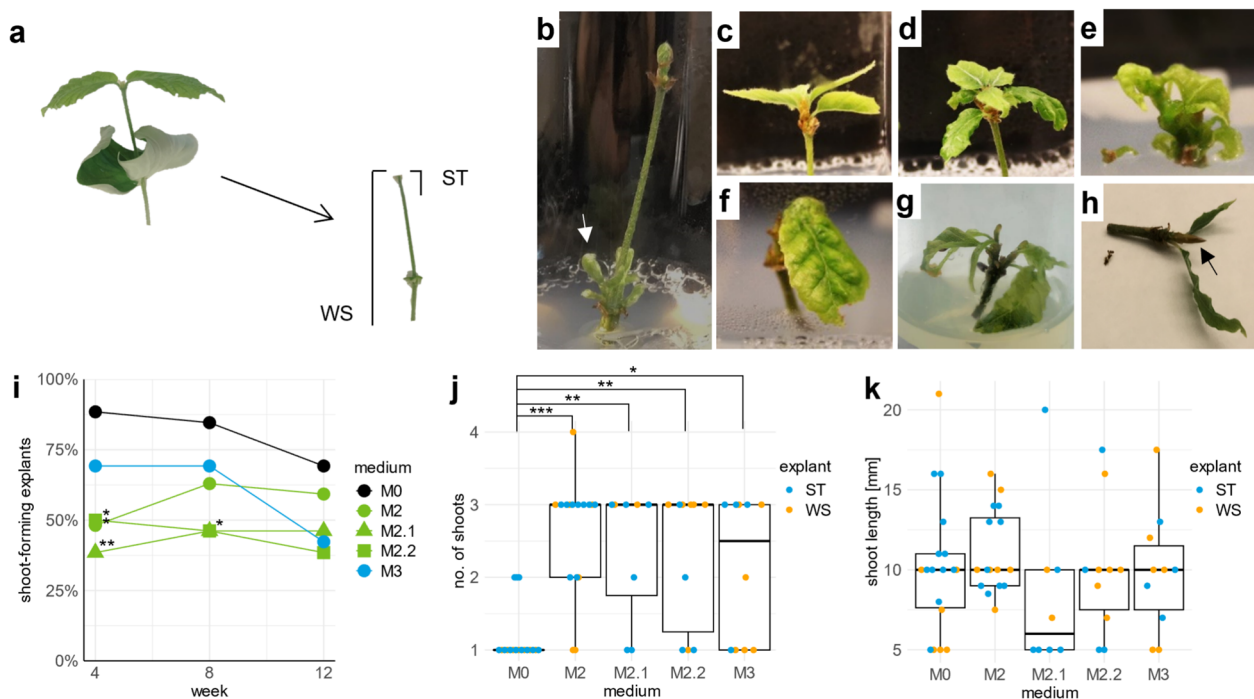 a
ST
WS
b
c
d
e
f
g
h
i
100%
75%
50%
25%
0%
shoot-forming explants
* * ** *
4 8 12
week
medium
M0
M2
M2.1
M2.2
M3
j
*
**
**
***
4
3
2
1
no. of shoots
M0 M2 M2.1 M2.2 M3
medium
explant
ST
WS
k
20
15
10
5
shoot length [mm]
M0 M2 M2.1 M2.2 M3
medium
explant
ST
WS